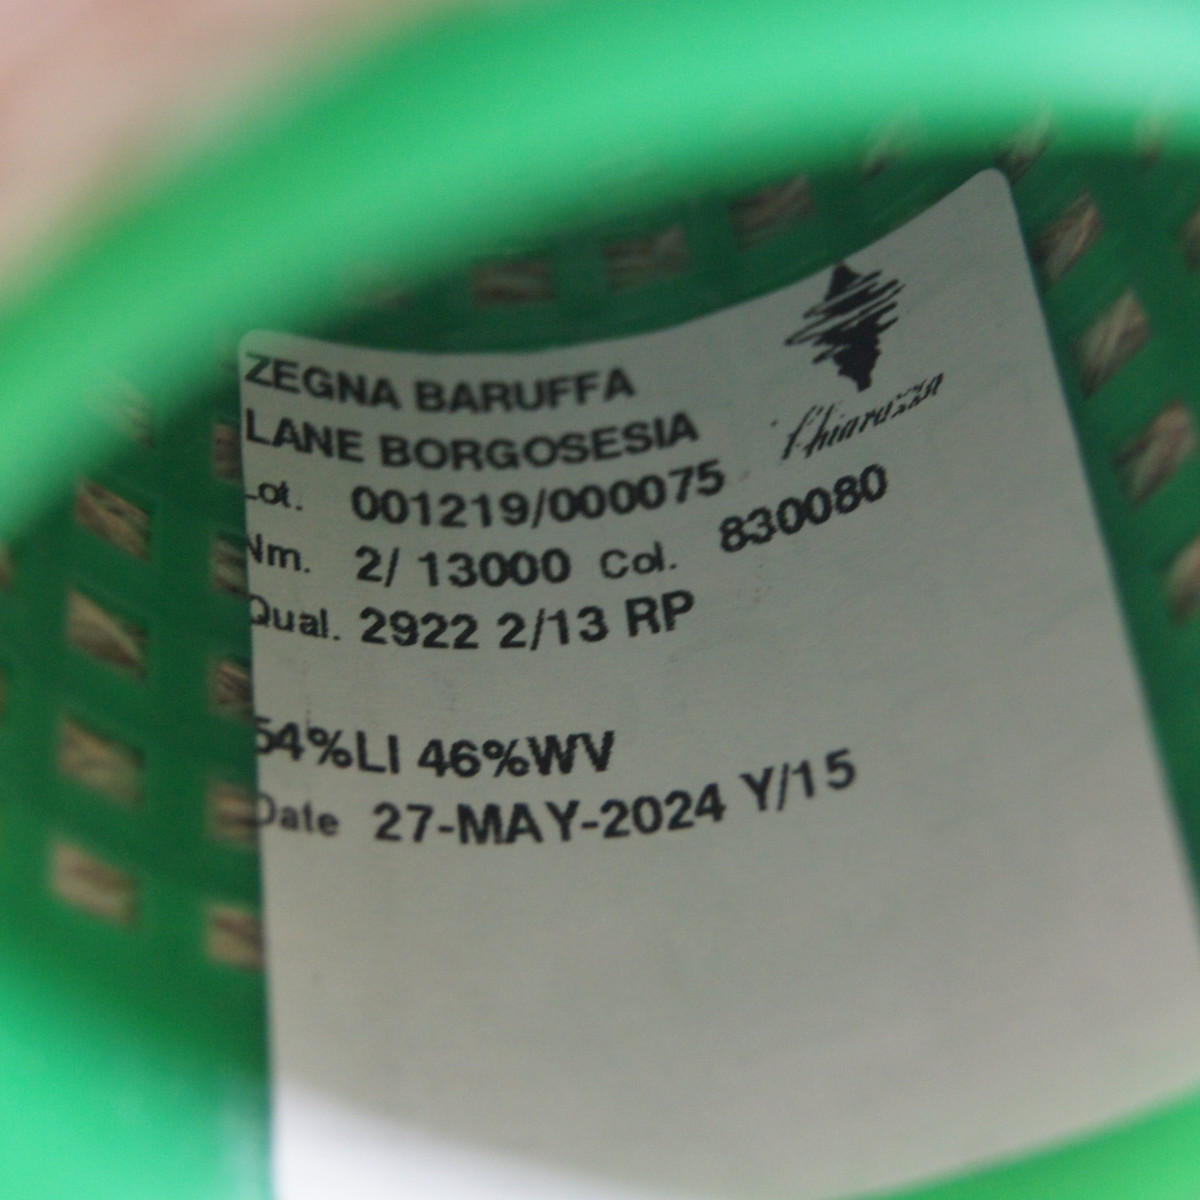 ZEGNA BARUFFA
LANE BORGOSESIA
Chiavazza
Lot. 001219/000075
Nm. 2/ 13000 Col. 830080
Qual. 2922 2/13 RP
54%LI 46%WV
Date 27-MAY-2024 Y/15